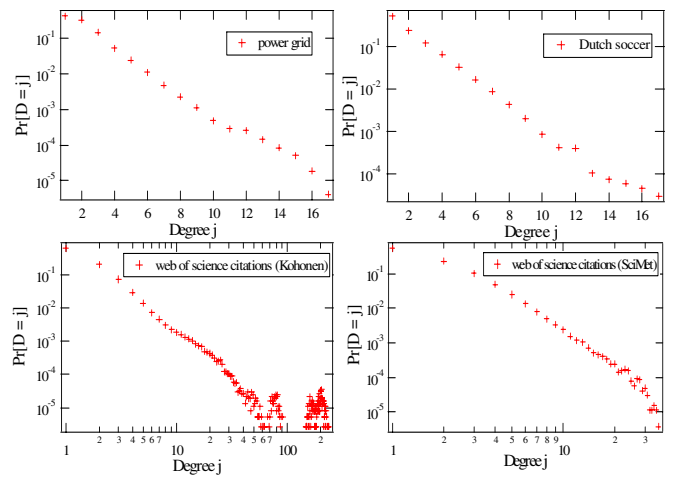 10^-1
10^-2
10^-3
10^-4
10^-5
Pr[D = j]
+ power grid
2 4 6 8 10 12 14 16
Degree j
10^-1
10^-2
10^-3
10^-4
Pr[D = j]
+ Dutch soccer
2 4 6 8 10 12 14 16
Degree j
10^-1
10^-2
10^-3
10^-4
10^-5
Pr[D = j]
+ web of science citations (Kohonen)
1 2 3 4 5 6 7 10 2 3 4 5 6 7 100 2
Degree j
10^-1
10^-2
10^-3
10^-4
10^-5
Pr[D = j]
+ web of science citations (SciMet)
1 2 3 4 5 6 7 8 9 10 2 3
Degree j